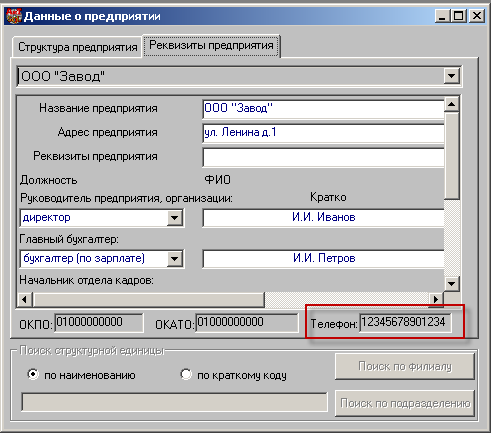 Данные о предприятии
Структура предприятия Реквизиты предприятия
ООО "Завод"
Название предприятия ООО "Завод"
Адрес предприятия ул. Ленина д.1
Реквизиты предприятия
Должность ФИО
Руководитель предприятия, организации: Кратко
директор И.И. Иванов
Главный бухгалтер:
бухгалтер (по зарплате) И.И. Петров
Начальник отдела кадров:
ОКПО: 01000000000 ОКАТО: 01000000000 Телефон: 12345678901234
Поиск структурной единицы
по наименованию по краткому коду Поиск по филиалу
Поиск по подразделению